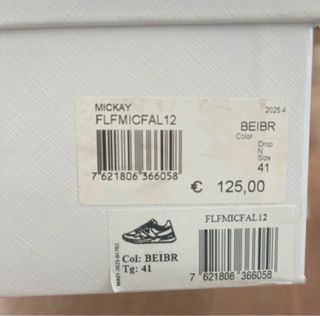 MICKAY
FLFMICFAL12
2025 4
BEIBR
Color
Drop
N
Size
41
7 621806 366058
€ 125,00
FLFMICFAL12
Col: BEIBR
Tg: 41
7 621806 366058